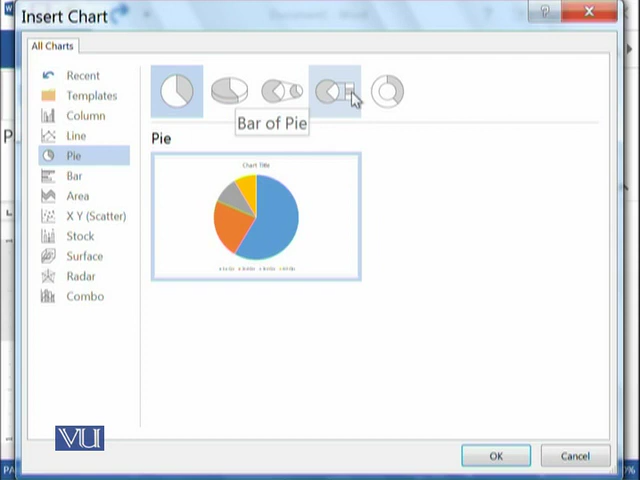 Insert Chart
All Charts
Recent
Templates
Column
Line
Pie
Bar
Area
X Y (Scatter)
Stock
Surface
Radar
Combo
Bar of Pie
Pie
Chart Title
VU
OK
Cancel